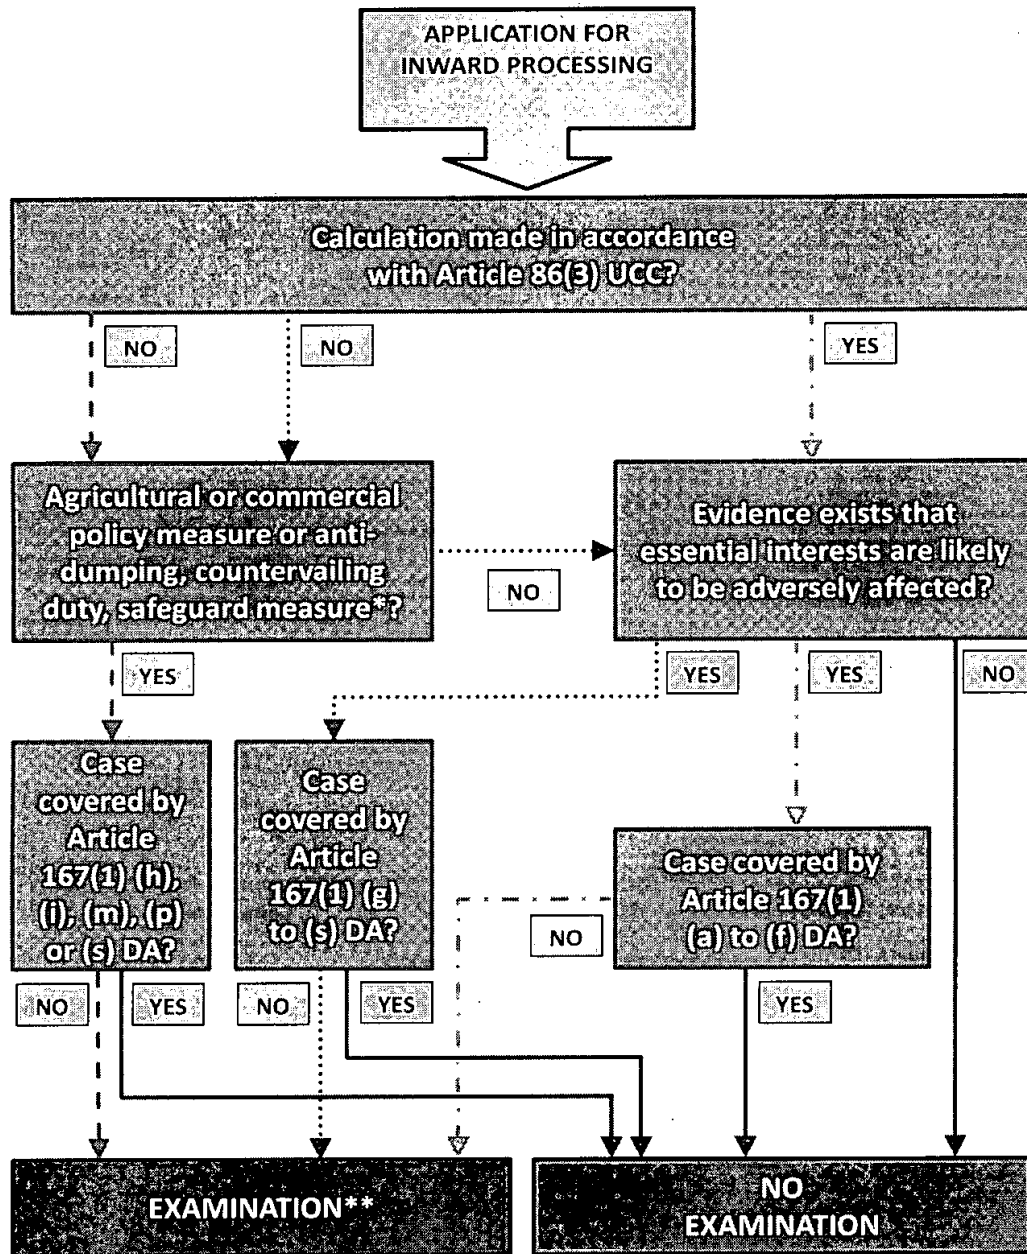 APPLICATION FOR
INWARD PROCESSING
Calculation made in accordance
with Article 86(3) UCC?
NO
NO
YES
Agricultural or commercial
policy measure or anti-
dumping, countervailing
duty, safeguard measure*?
NO
Evidence exists that
essential interests are likely
to be adversely affected?
YES
YES
YES
NO
Case
covered by
Article
167(1) (h),
(i), (m), (p)
or (s) DA?
Case
covered by
Article
167(1) (g)
to (s) DA?
Case covered by
Article 167(1)
(a) to (f) DA?
NO
NO
YES
NO
YES
YES
EXAMINATION**
NO
EXAMINATION